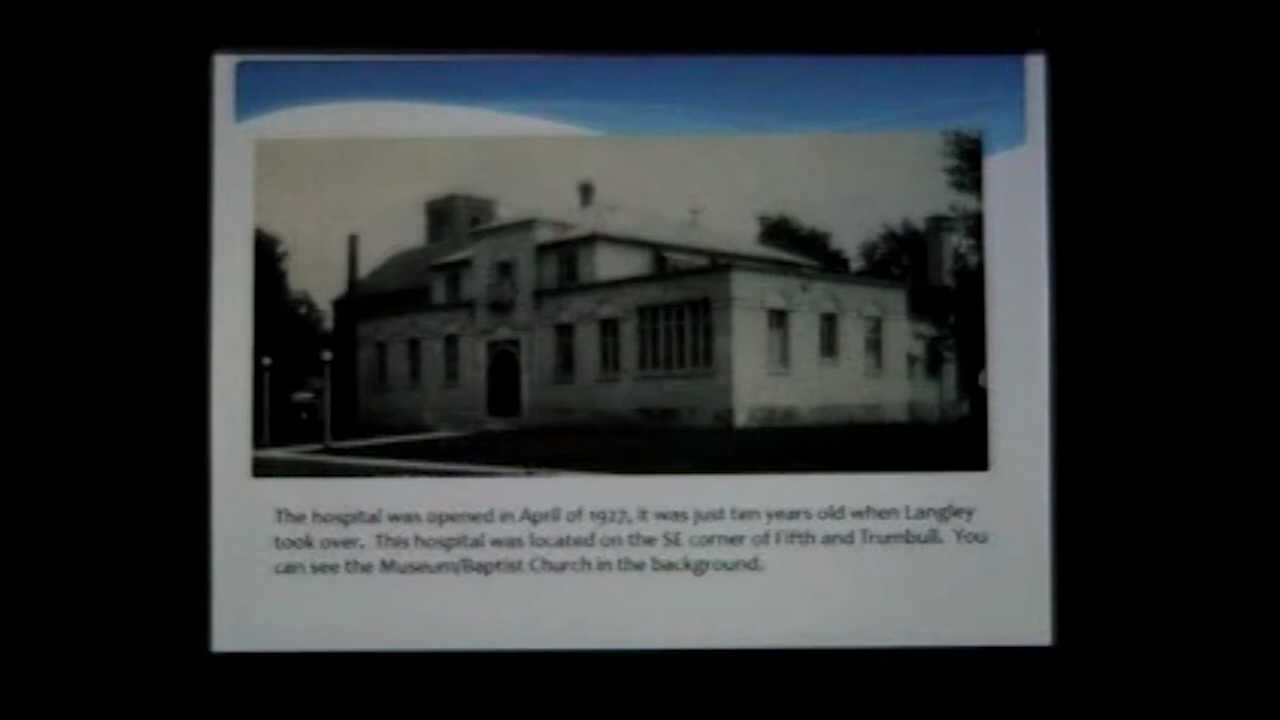 The hospital was opened in April of 1927, it was just ten years old when Langley
took over. This hospital was located on the SE corner of Fifth and Trumbull. You
can see the Museum/Baptist Church in the background.